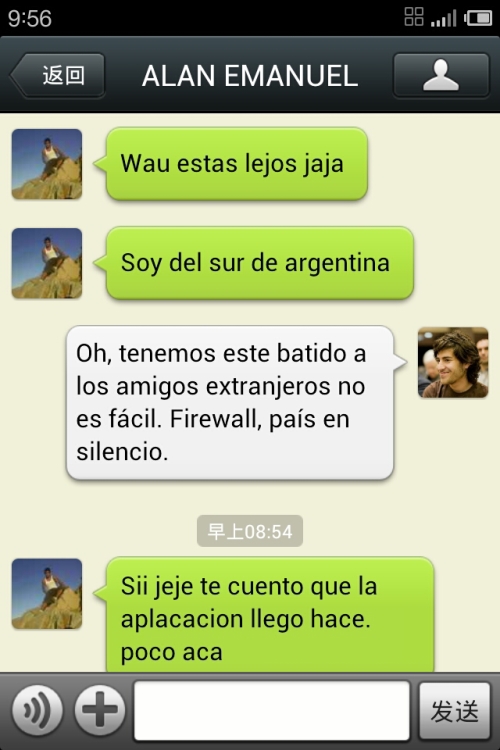 9:56
返回
ALAN EMANUEL
Wau estas lejos jaja
Soy del sur de argentina
Oh, tenemos este batido a
los amigos extranjeros no
es fácil. Firewall, país en
silencio.
早上08:54
Sii jeje te cuento que la
aplacacion llego hace.
poco aca
发送